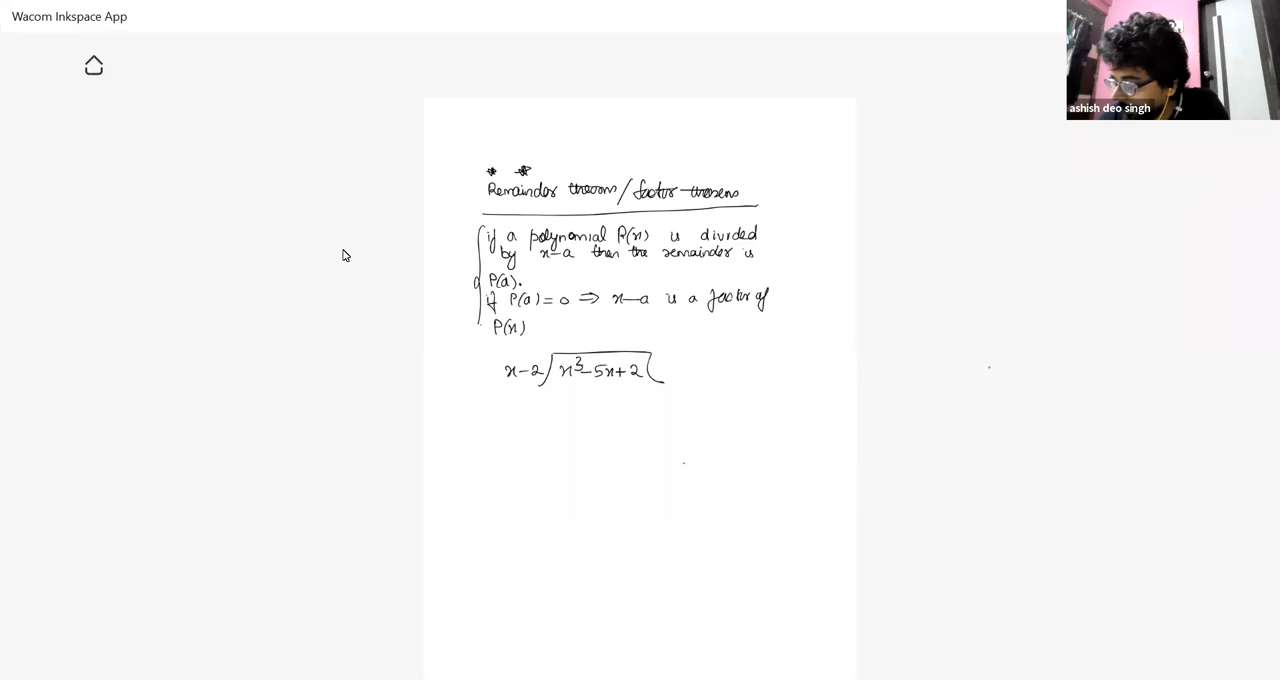 Wacom Inkspace App
ashish deo singh
Remainder theorem / factor theorem
if a polynomial P(x) is divided
by x-a then the remainder is
P(a).
if P(a) = 0 ⇒ x-a is a factor of
P(x)
x-2 x³-5x+2